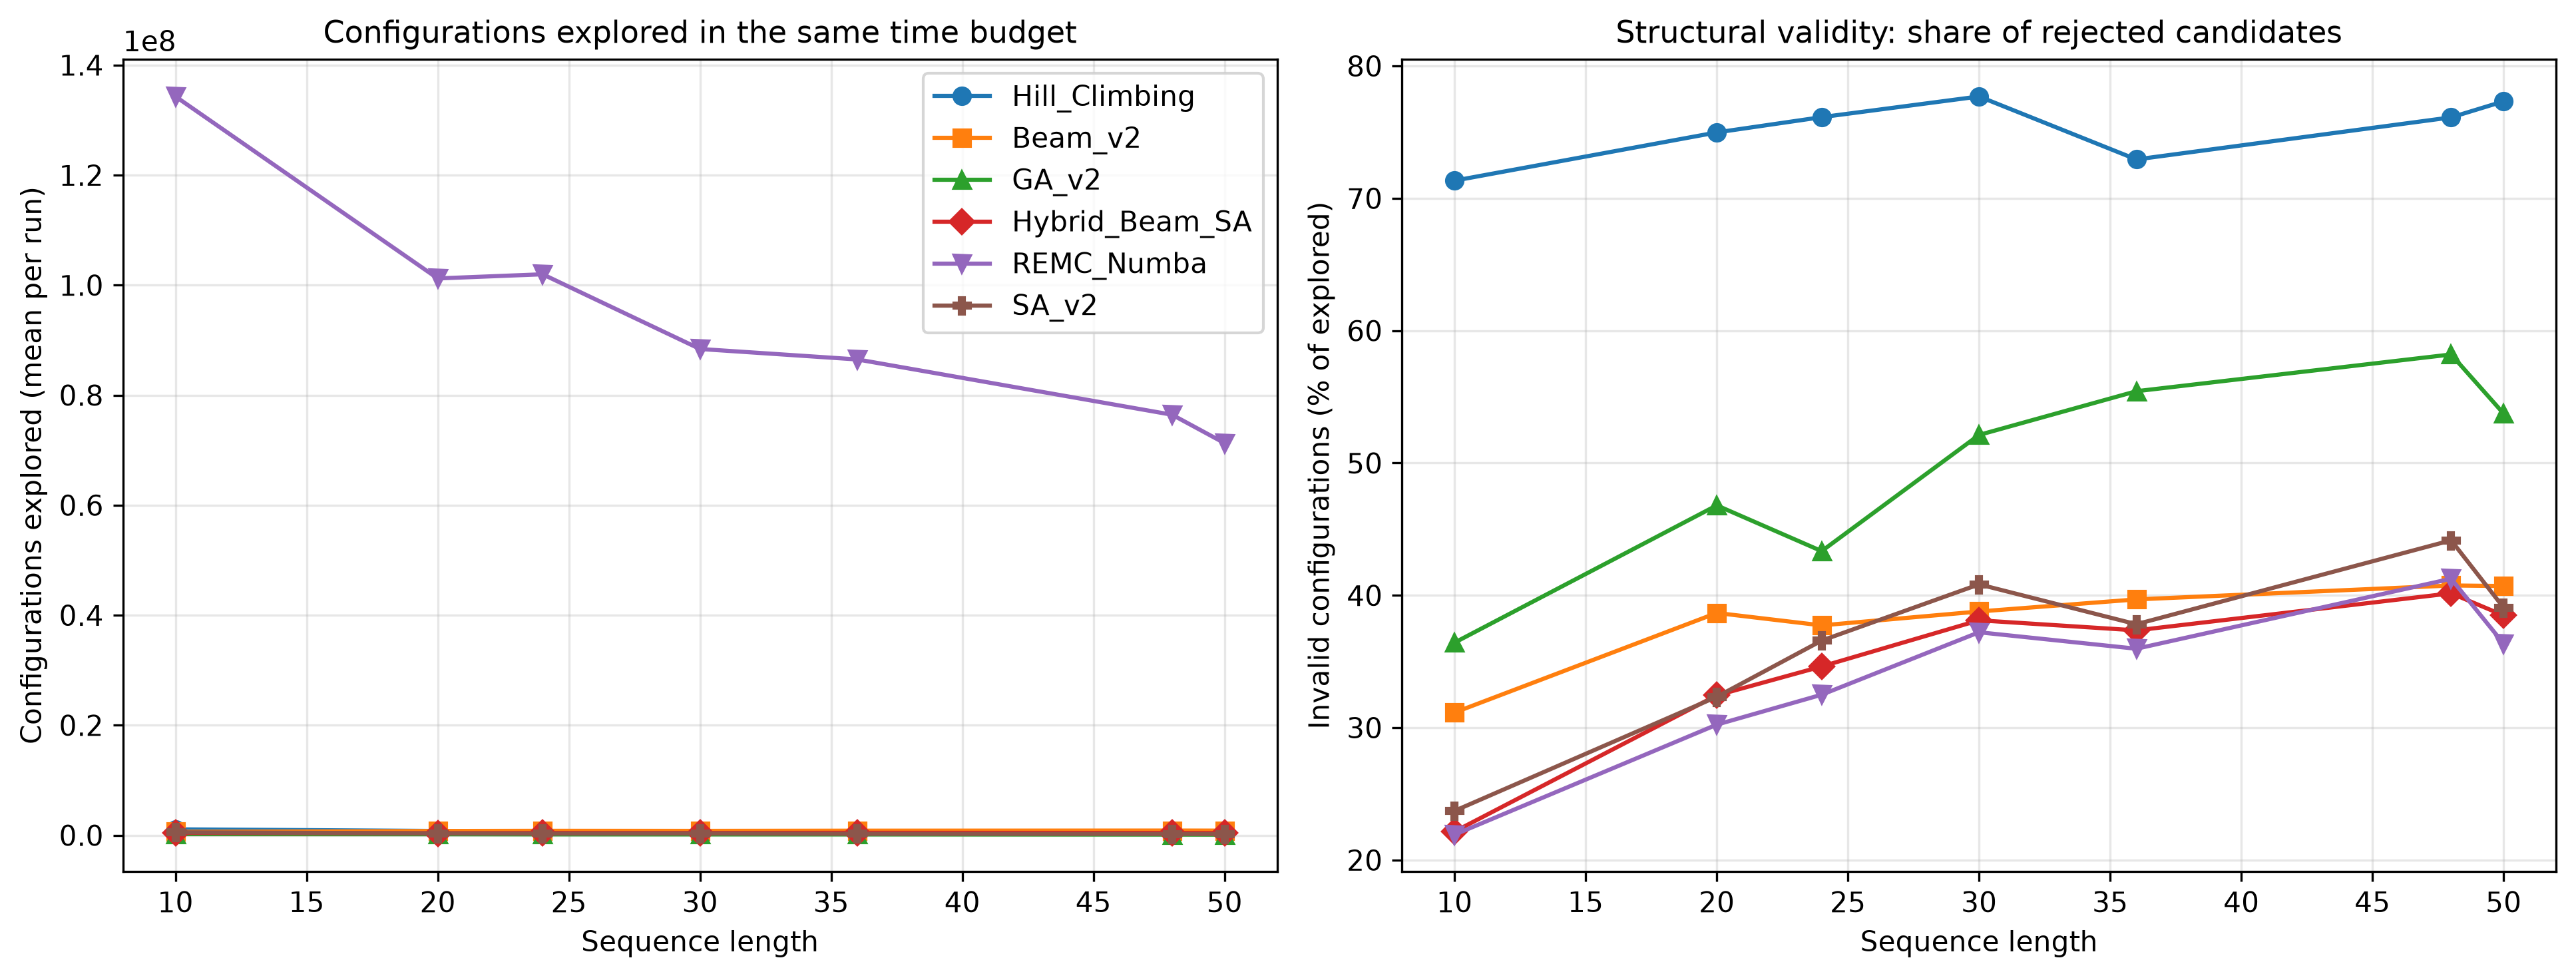 Configurations explored in the same time budget
1e8
1.4
1.2
1.0
0.8
0.6
0.4
0.2
0.0
Configurations explored (mean per run)
Hill_Climbing
Beam_v2
GA_v2
Hybrid_Beam_SA
REMC_Numba
SA_v2
10 15 20 25 30 35 40 45 50
Sequence length
Structural validity: share of rejected candidates
80
70
60
50
40
30
20
Invalid configurations (% of explored)
10 15 20 25 30 35 40 45 50
Sequence length